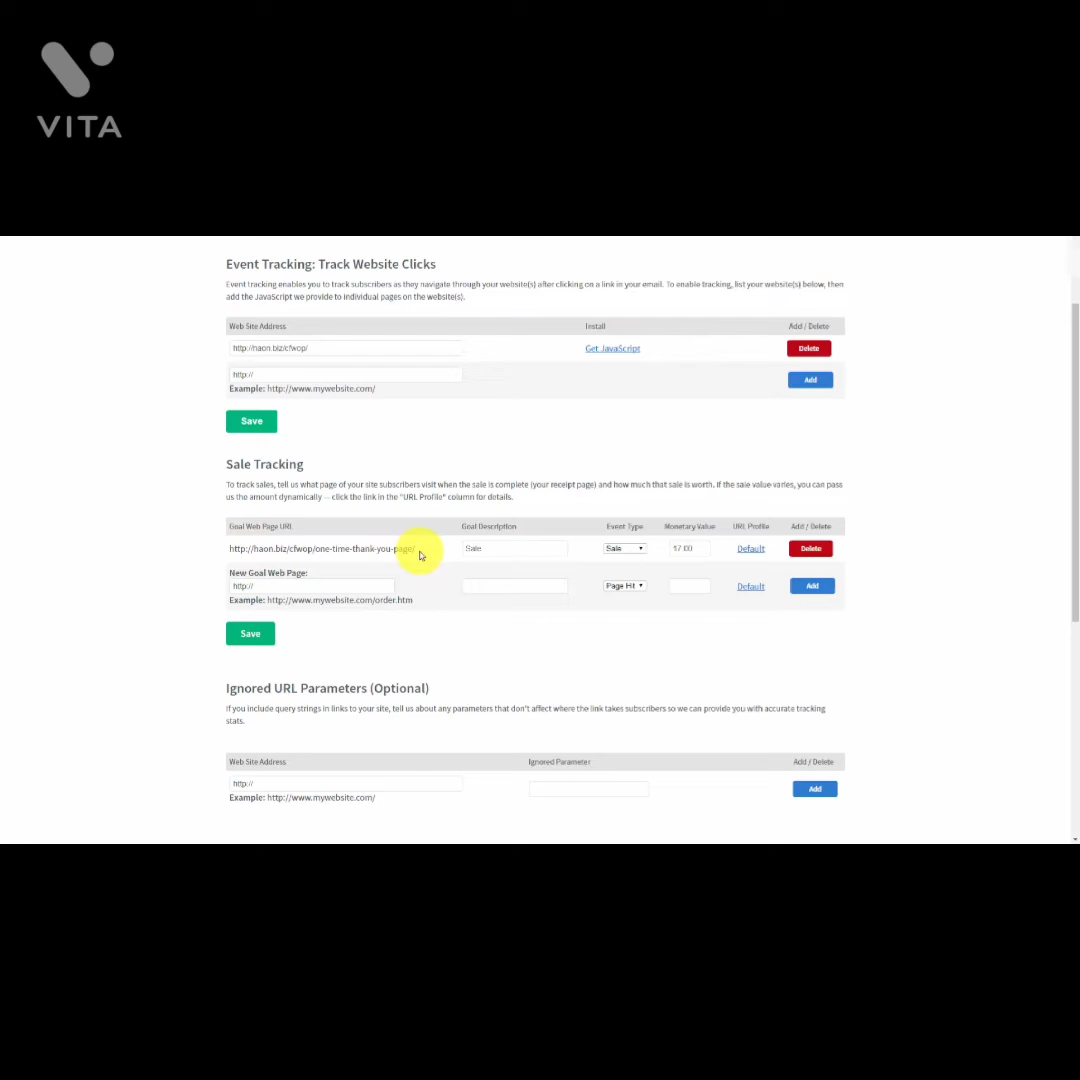 VITA
Event Tracking: Track Website Clicks
Event tracking enables you to track subscribers as they navigate through your website(s) after clicking on a link in your email. To enable tracking, list your website(s) below, then
add the JavaScript we provide to individual pages on the website(s).
Web Site Address Install Add / Delete
http://haon.biz/cfwop/ Get JavaScript Delete
http:// Add
Example: http://www.mywebsite.com/
Save
Sale Tracking
To track sales, tell us what page of your site subscribers visit when the sale is complete (your receipt page) and how much that sale is worth. If the sale value varies, you can pass
us the amount dynamically -- click the link in the "URL Profile" column for details.
Goal Web Page URL Goal Description Event Type Monetary Value URL Profile Add / Delete
http://haon.biz/cfwop/one-time-thank-you-page/ Sale Sale 17.00 Default Delete
New Goal Web Page:
http:// Page Hit Default Add
Example: http://www.mywebsite.com/order.htm
Save
Ignored URL Parameters (Optional)
If you include query strings in links to your site, tell us about any parameters that don't affect where the link takes subscribers so we can provide you with accurate tracking
stats.
Web Site Address Ignored Parameter Add / Delete
http:// Add
Example: http://www.mywebsite.com/